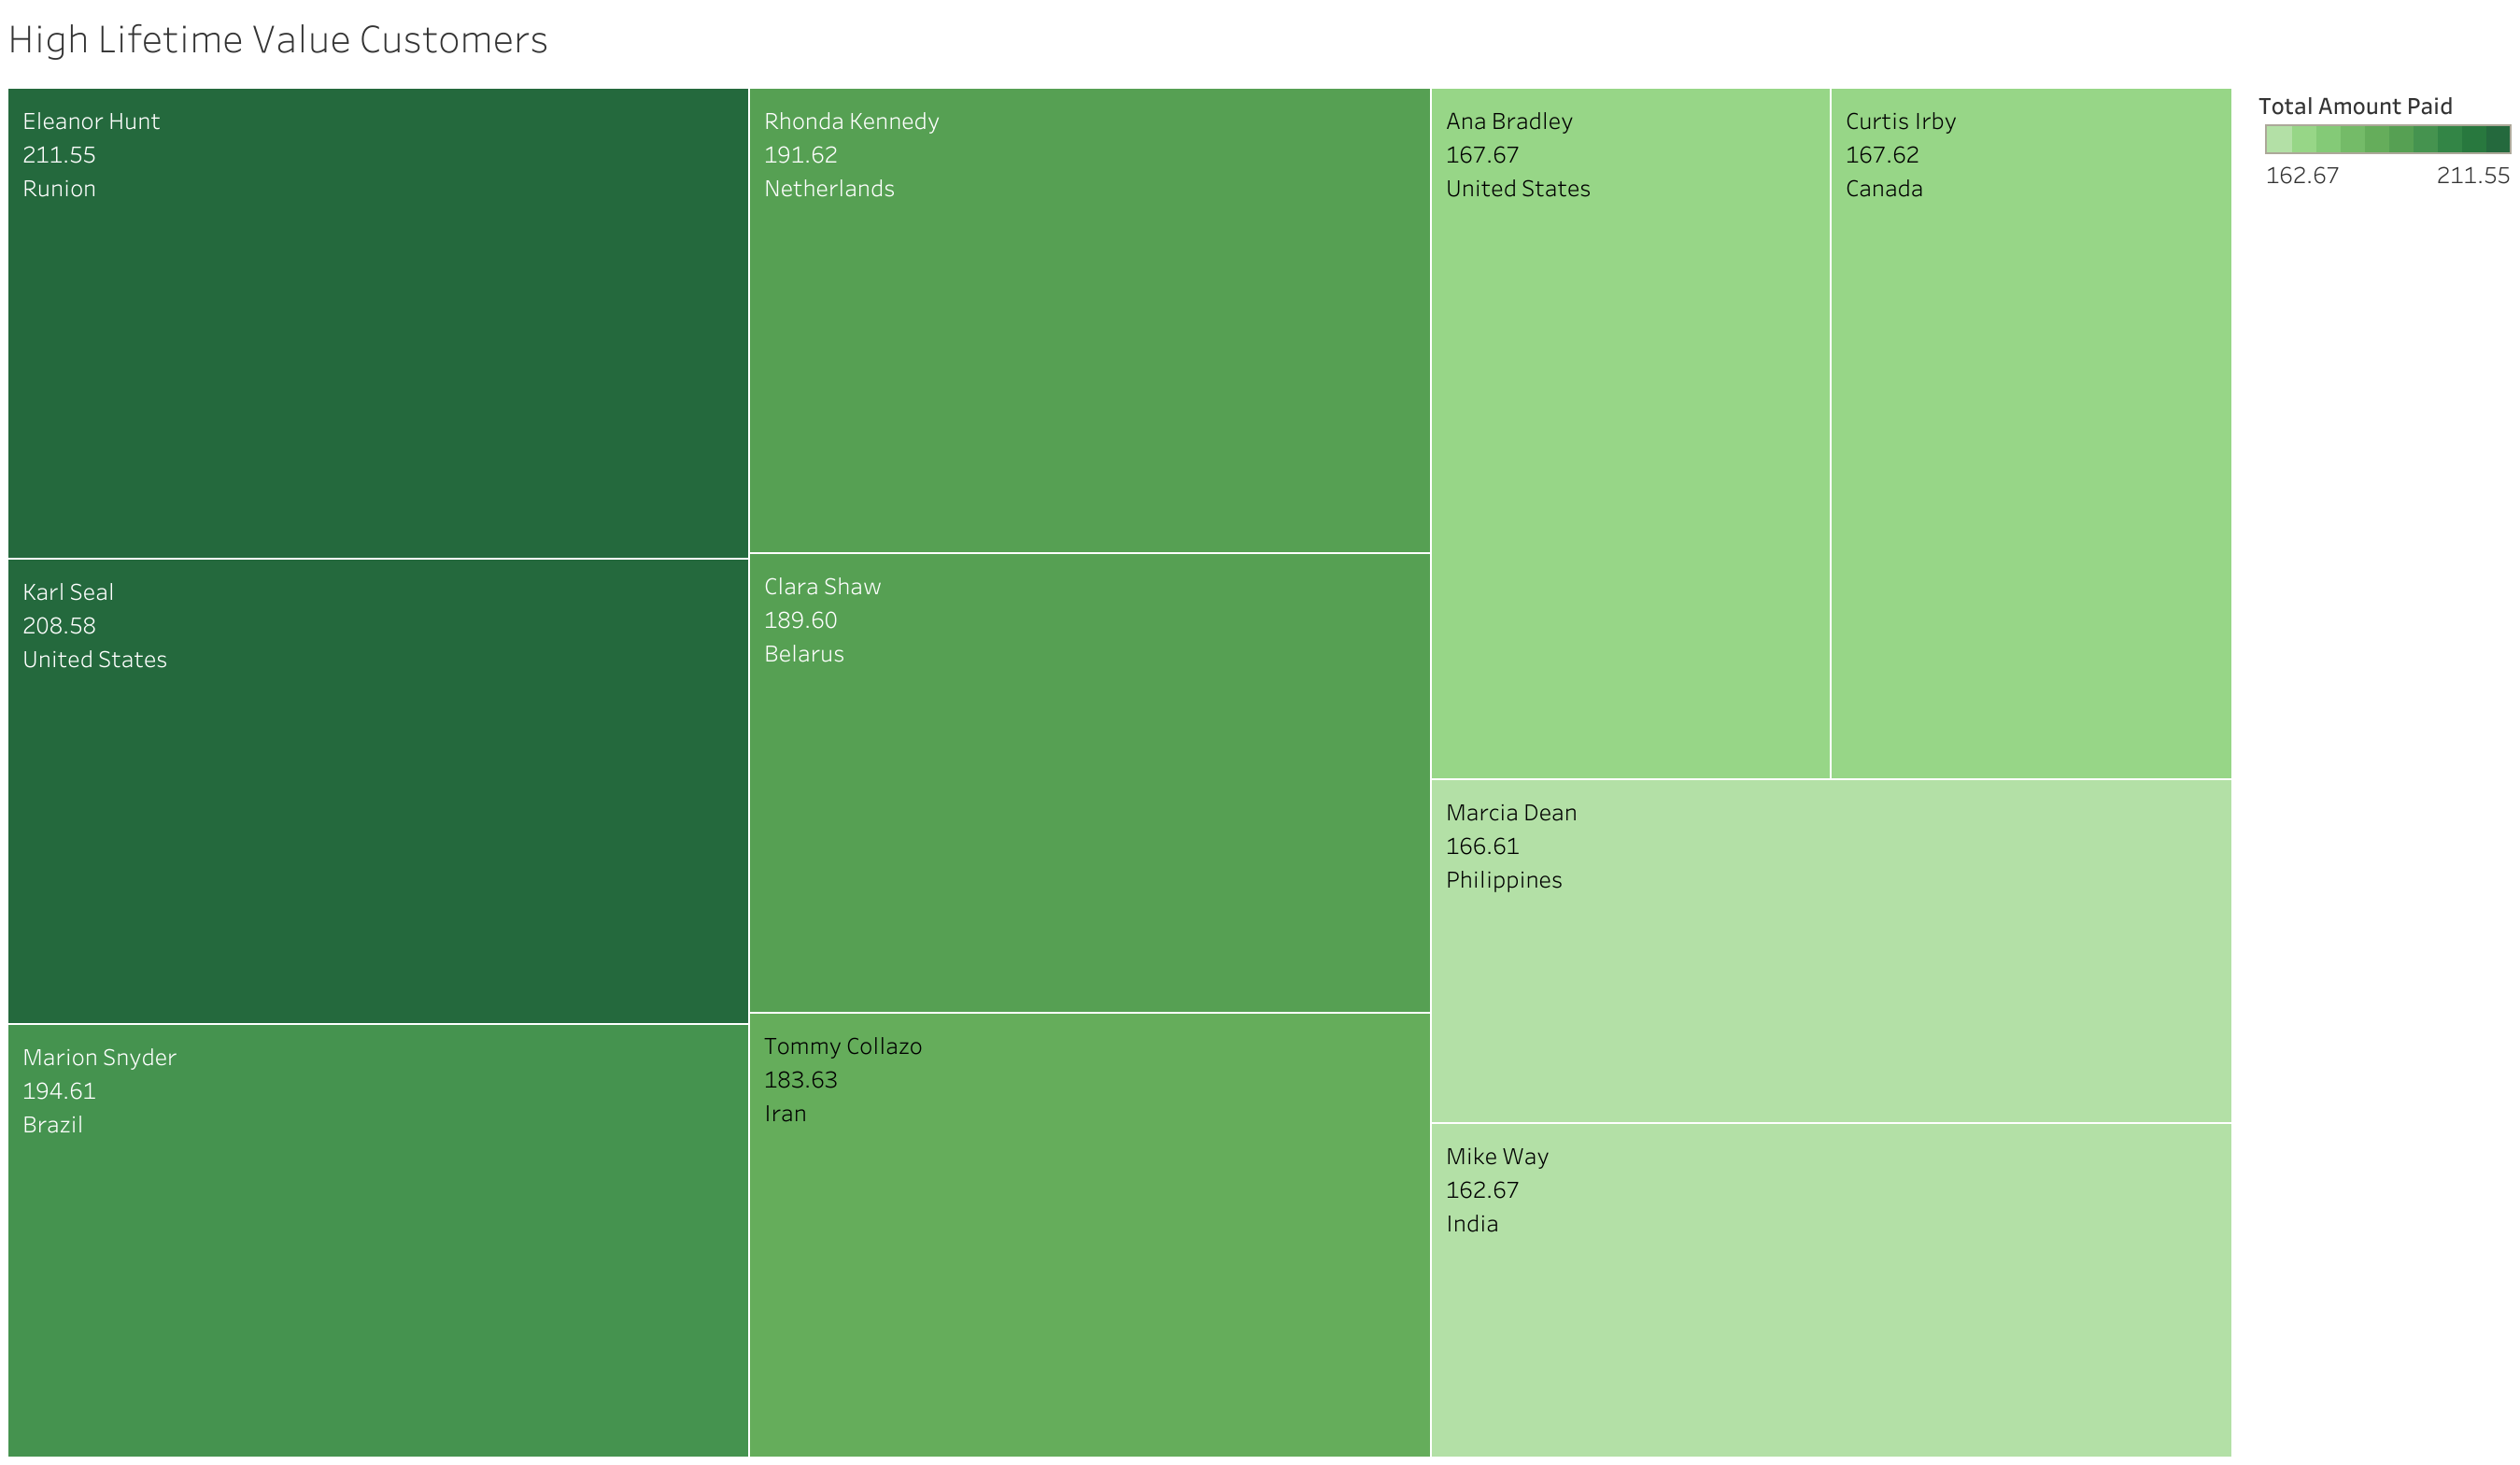 High Lifetime Value Customers
Eleanor Hunt
211.55
Runion
Karl Seal
208.58
United States
Marion Snyder
194.61
Brazil
Rhonda Kennedy
191.62
Netherlands
Clara Shaw
189.60
Belarus
Tommy Collazo
183.63
Iran
Ana Bradley
167.67
United States
Curtis Irby
167.62
Canada
Marcia Dean
166.61
Philippines
Mike Way
162.67
India
Total Amount Paid
162.67 211.55